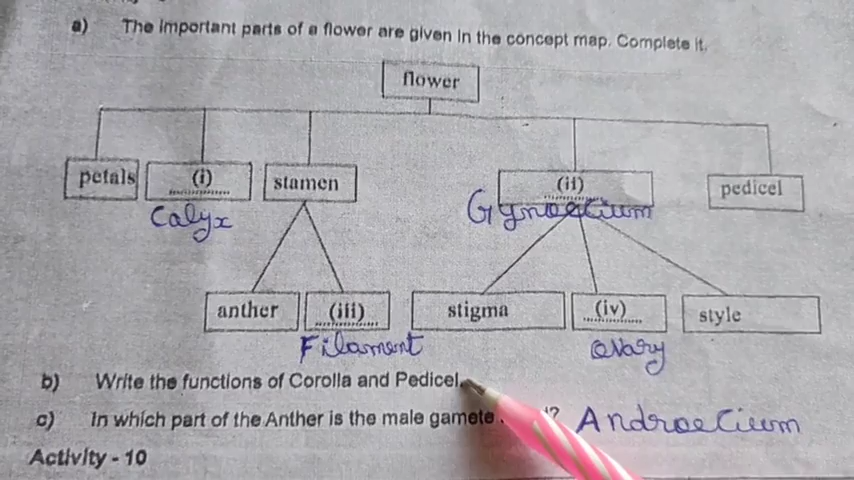 a) The important parts of a flower are given in the concept map. Complete it.
flower
petals (i) stamen (ii) pedicel
Calyx Gynoecium
anther (iii) stigma (iv) style
Filament Ovary
b) Write the functions of Corolla and Pedicel.
c) In which part of the Anther is the male gamete ? Androecium
Activity - 10